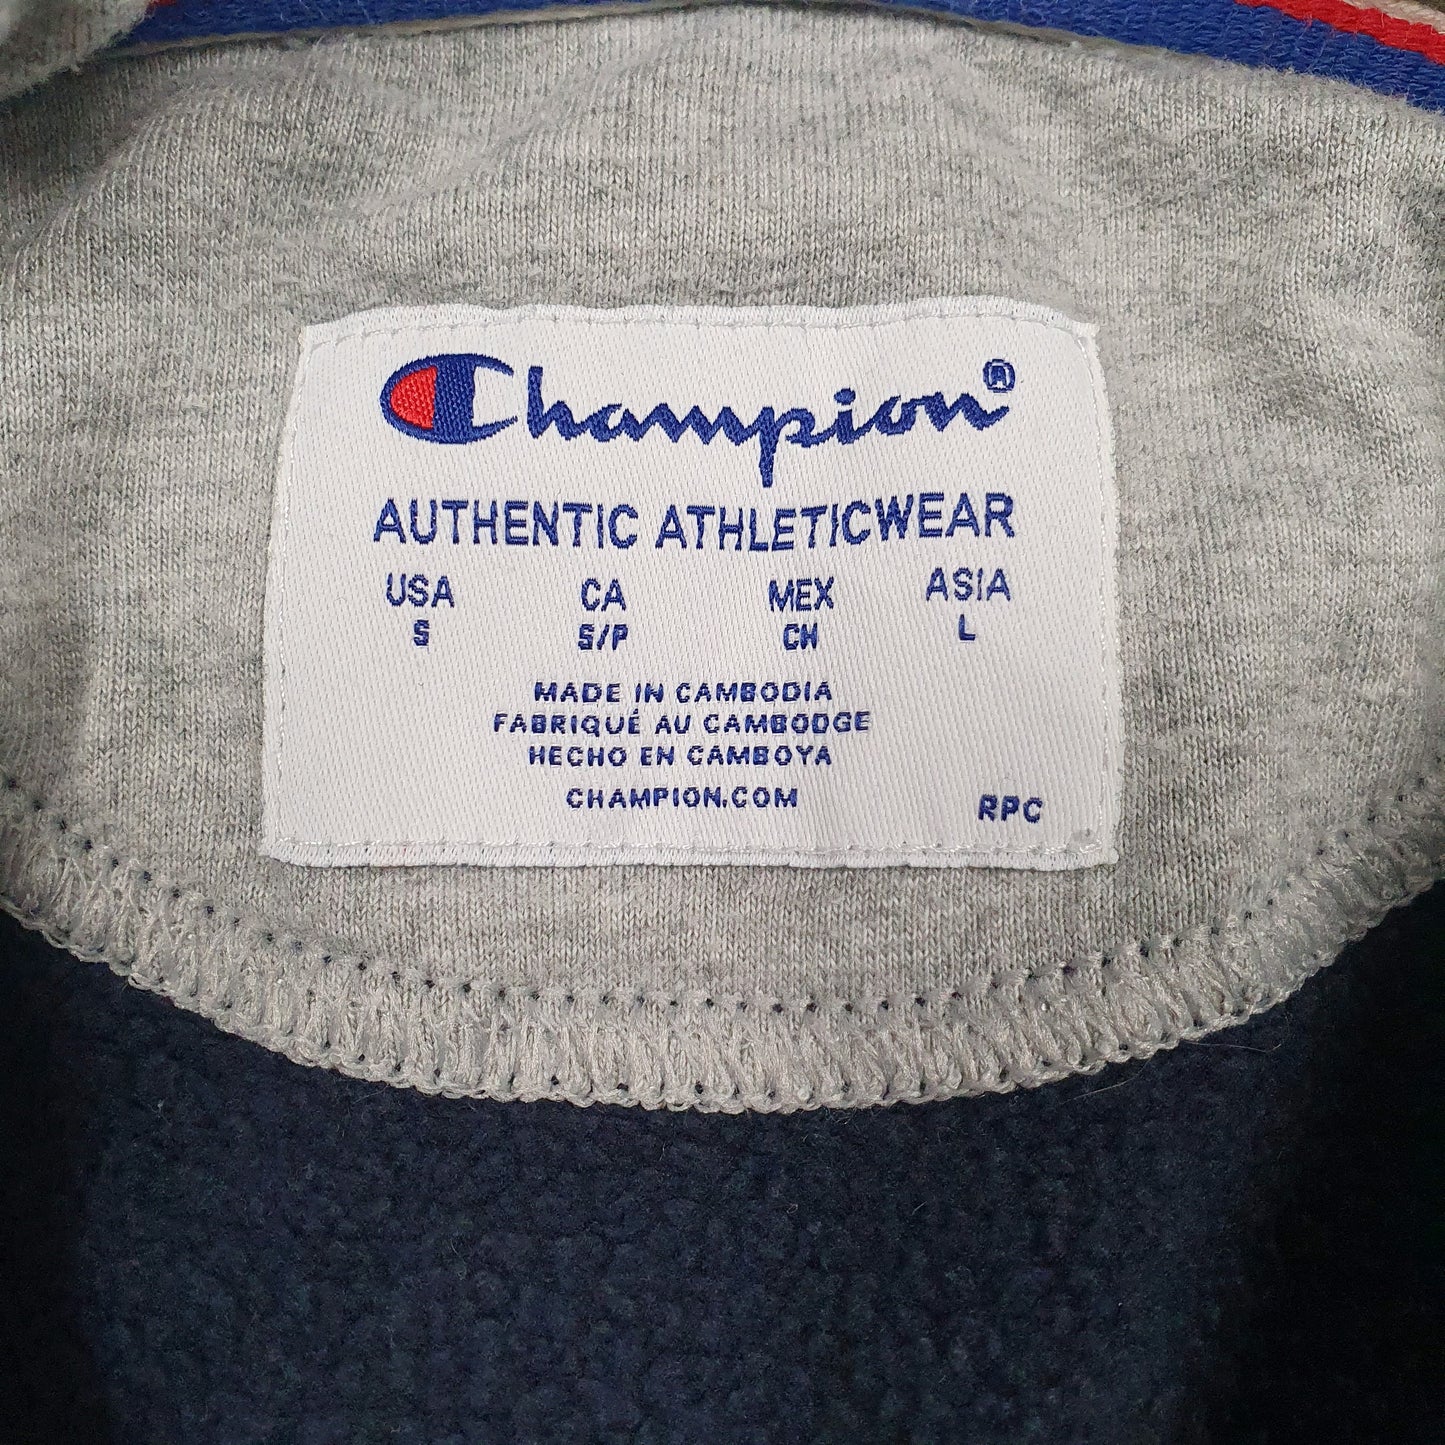 Champion®
AUTHENTIC ATHLETICWEAR
USA CA MEX ASIA
S S/P CH L
MADE IN CAMBODIA
FABRIQUÉ AU CAMBODGE
HECHO EN CAMBOYA
CHAMPION.COM
RPC